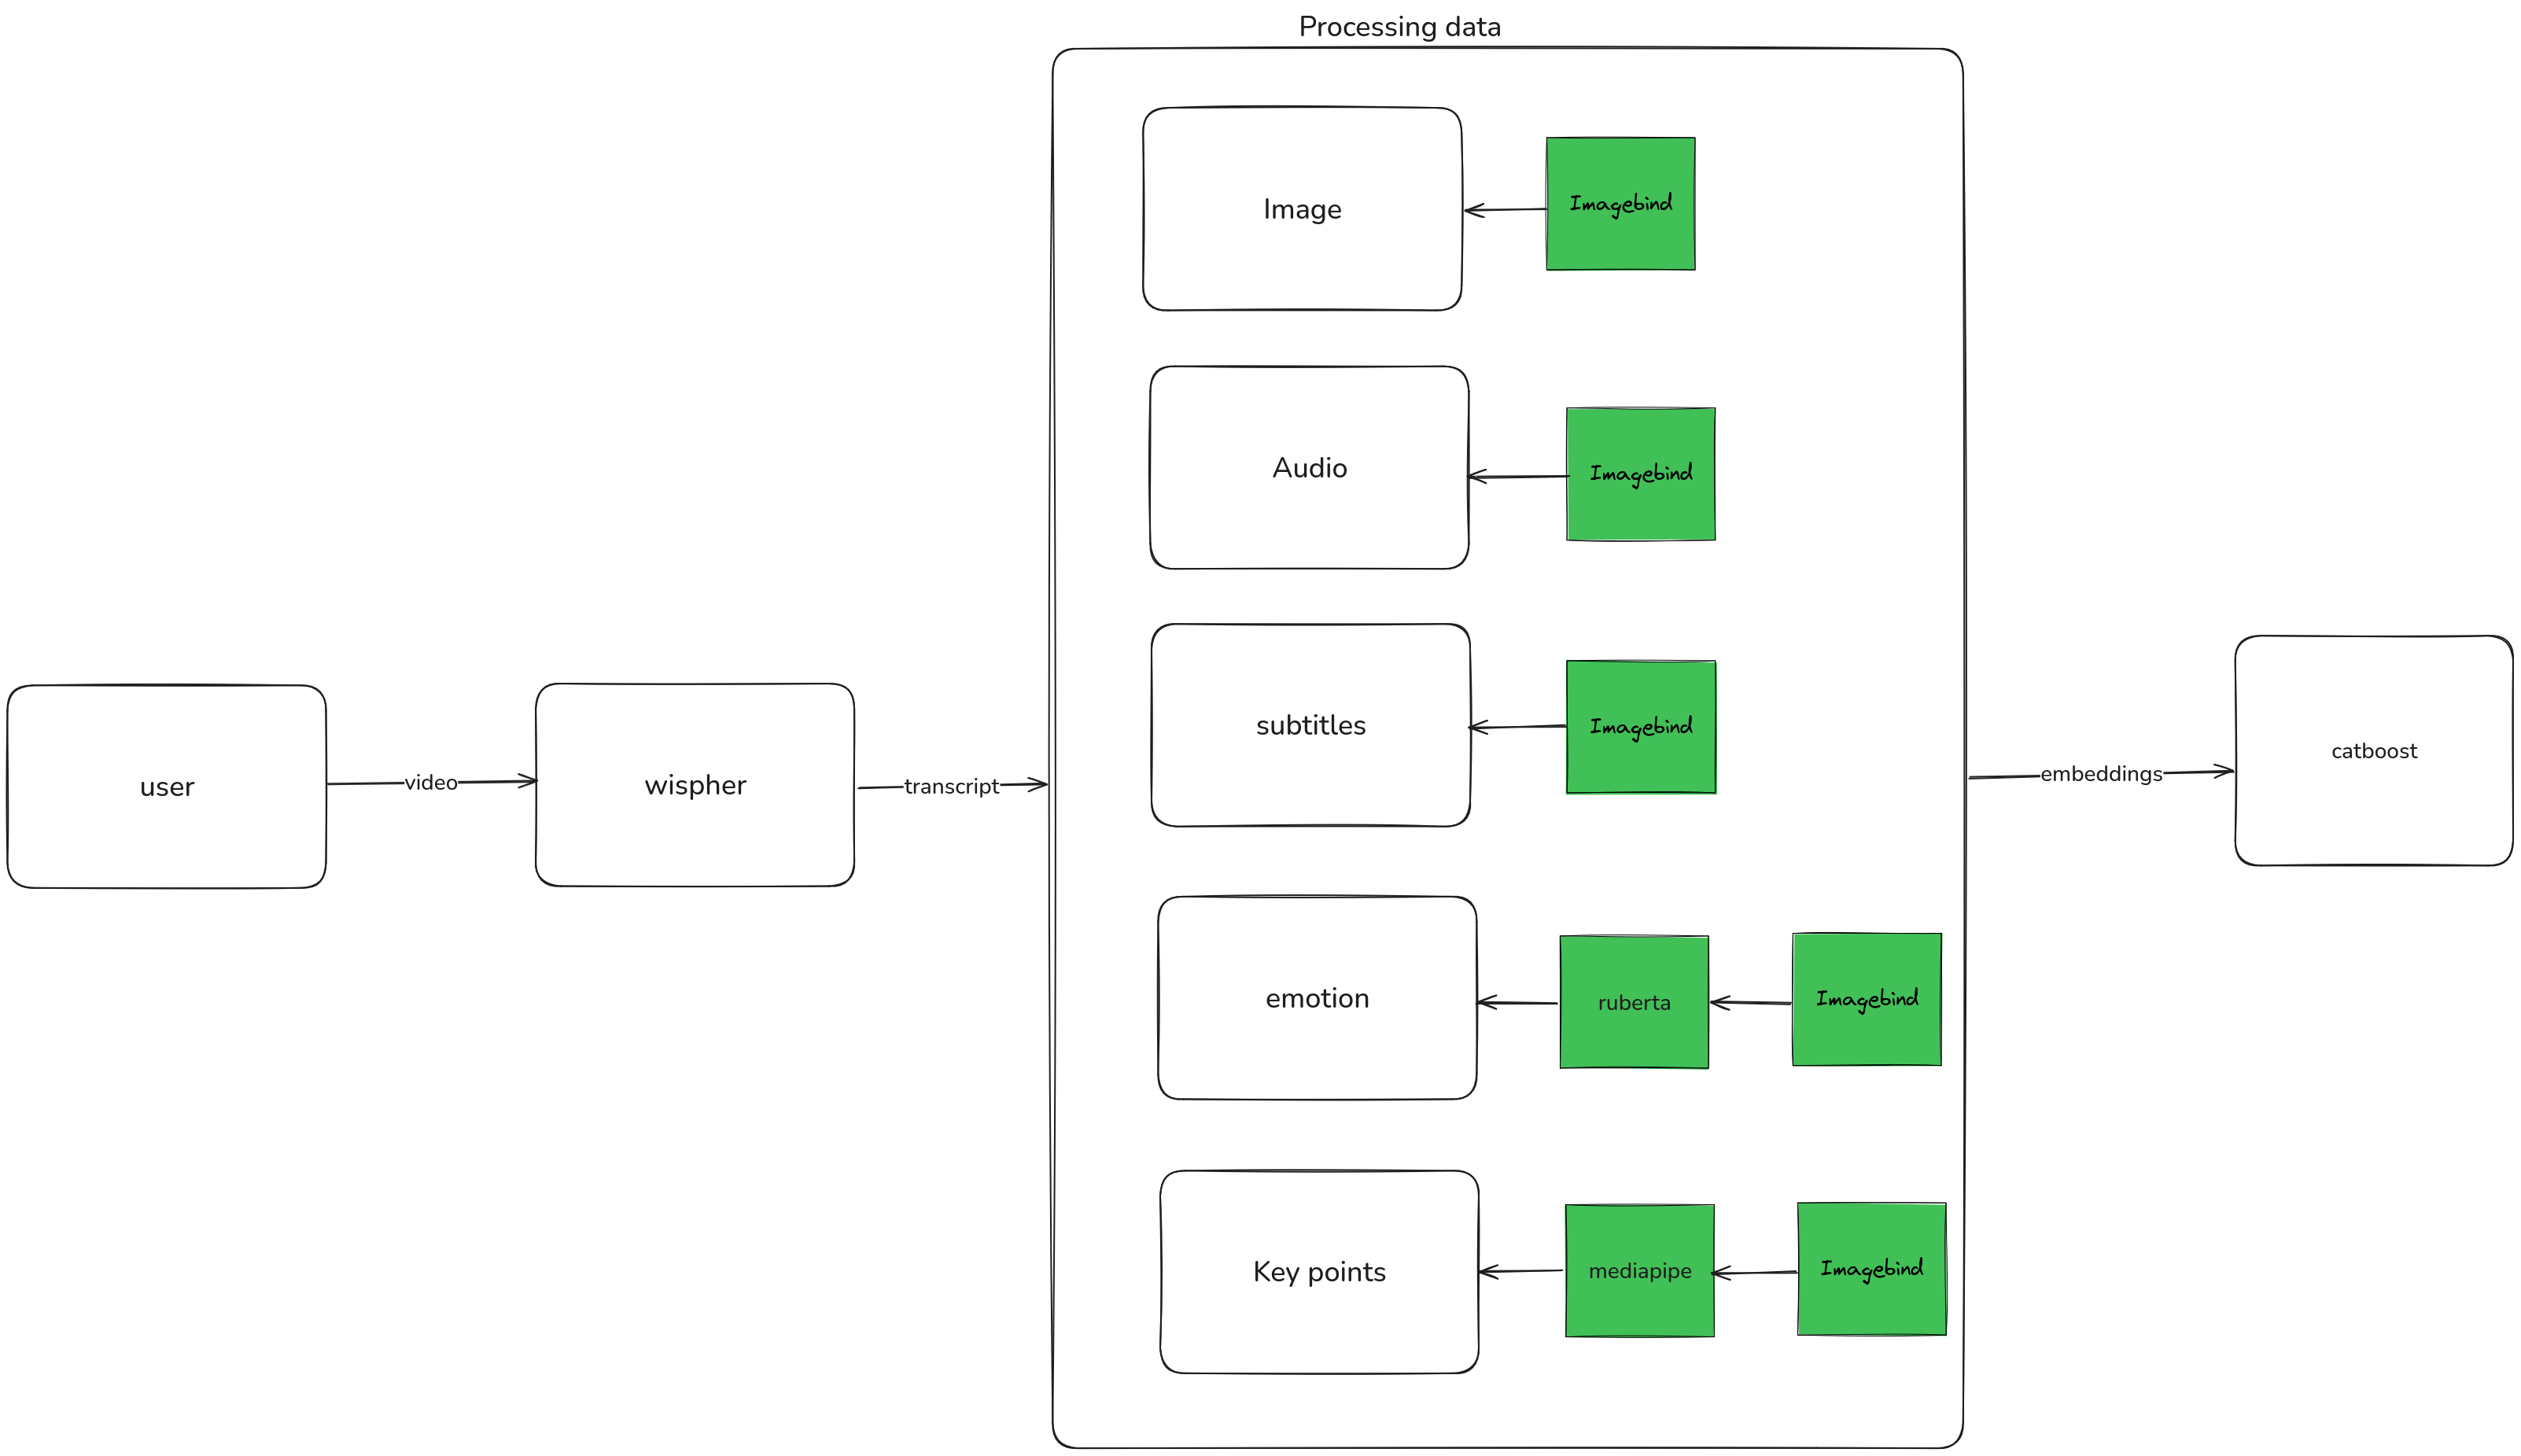 Processing data
Image
Imagebind
Audio
Imagebind
subtitles
Imagebind
user
video
wispher
transcript
embeddings
catboost
emotion
ruberta
Imagebind
Key points
mediapipe
Imagebind